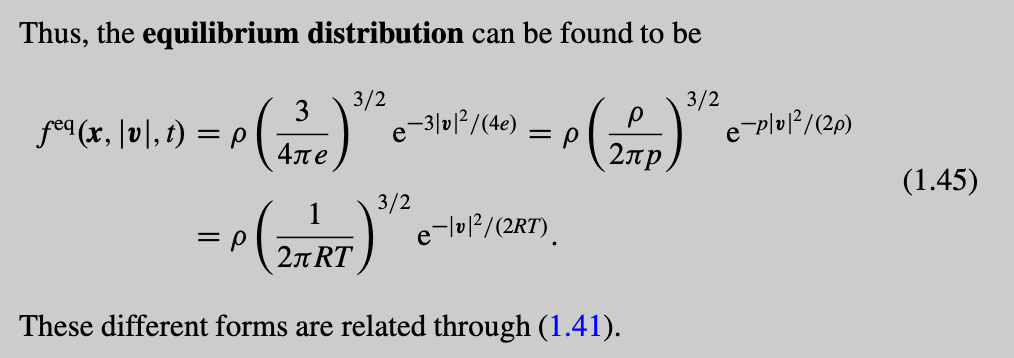 Thus, the equilibrium distribution can be found to be
$f^{\mathrm{eq}}(\boldsymbol{x}, |\boldsymbol{v}|, t) = \rho \left( \frac{3}{4\pi e} \right)^{3/2} \mathrm{e}^{-3|\boldsymbol{v}|^2/(4e)} = \rho \left( \frac{\rho}{2\pi p} \right)^{3/2} \mathrm{e}^{-p|\boldsymbol{v}|^2/(2\rho)}$
(1.45)
$= \rho \left( \frac{1}{2\pi RT} \right)^{3/2} \mathrm{e}^{-|\boldsymbol{v}|^2/(2RT)}.$
These different forms are related through (1.41).